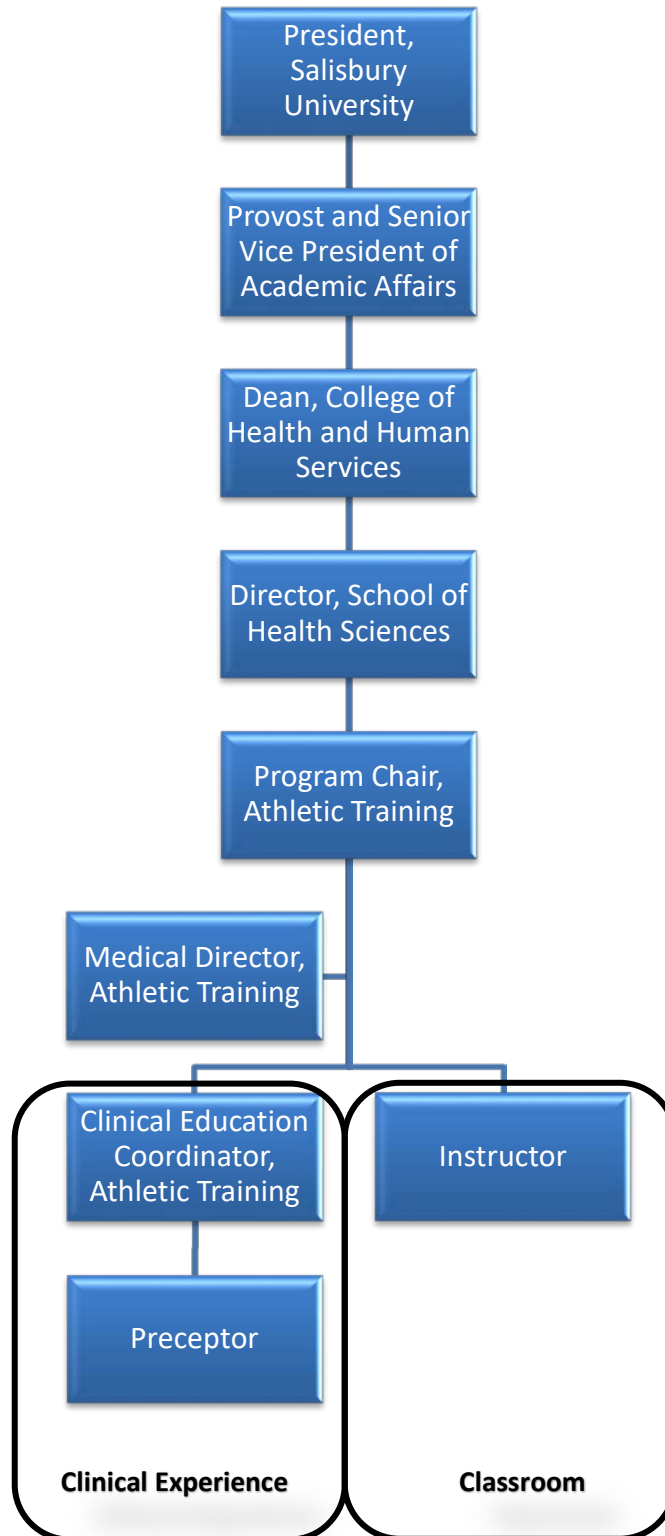 President,
Salisbury
University
Provost and Senior
Vice President of
Academic Affairs
Dean, College of
Health and Human
Services
Director, School of
Health Sciences
Program Chair,
Athletic Training
Medical Director,
Athletic Training
Clinical Education
Coordinator,
Athletic Training
Instructor
Preceptor
Clinical Experience
Classroom